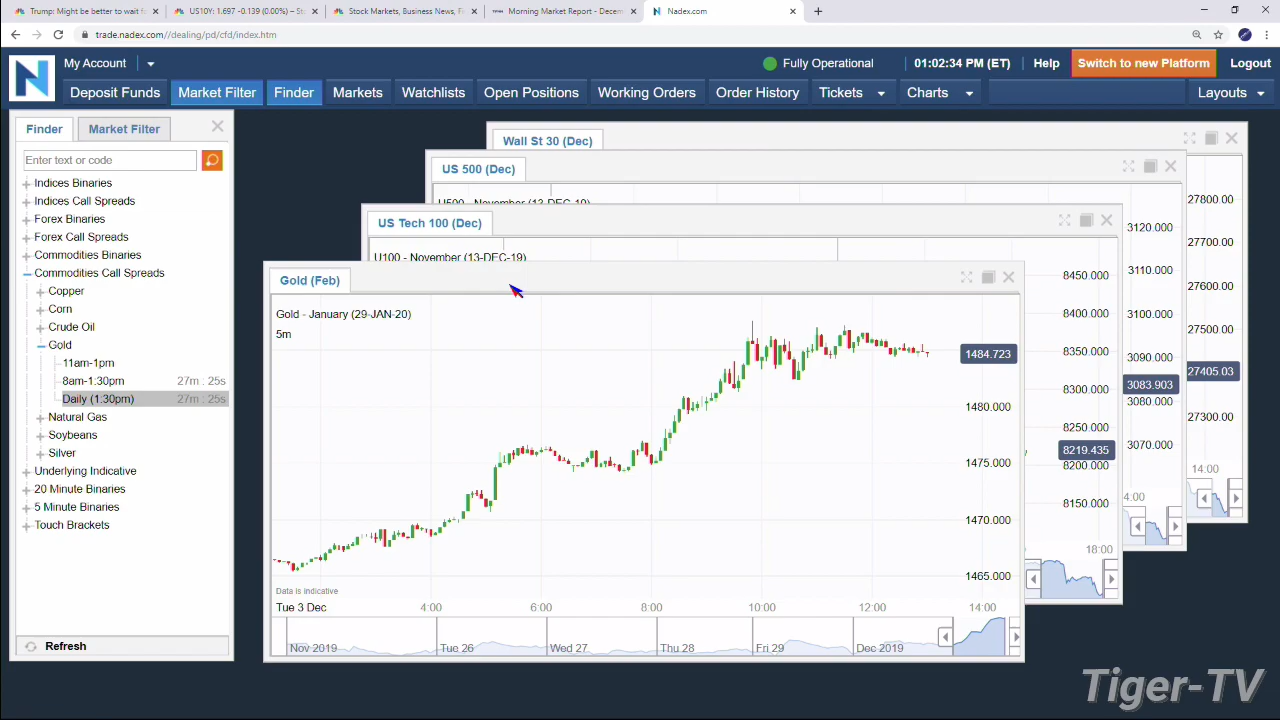 Trump: Might be better to wait f
US10Y: 1.697 -0.139 (0.00%) – St
Stock Markets, Business News, Fi
Morning Market Report - Decem
Nadex.com
trade.nadex.com/dealing/pd/cfd/index.htm
My Account
Fully Operational
01:02:34 PM (ET)
Help
Switch to new Platform
Logout
Deposit Funds
Market Filter
Finder
Markets
Watchlists
Open Positions
Working Orders
Order History
Tickets
Charts
Layouts
Finder
Market Filter
Enter text or code
Indices Binaries
Indices Call Spreads
Forex Binaries
Forex Call Spreads
Commodities Binaries
Commodities Call Spreads
Copper
Corn
Crude Oil
Gold
11am-1pm
8am-1:30pm 27m : 25s
Daily (1:30pm) 27m : 25s
Natural Gas
Soybeans
Silver
Underlying Indicative
20 Minute Binaries
5 Minute Binaries
Touch Brackets
Refresh
Wall St 30 (Dec)
27800.00
27700.00
27600.00
27500.00
27405.03
27300.00
14:00
US 500 (Dec)
U500 - November (13-DEC-19)
3120.000
3110.000
3100.000
3090.000
3083.903
3080.000
3070.000
4:00
US Tech 100 (Dec)
U100 - November (13-DEC-19)
8450.000
8400.000
8350.000
8300.000
8250.000
8219.435
8200.000
8150.000
18:00
Gold (Feb)
Gold - January (29-JAN-20)
5m
1484.723
1480.000
1475.000
1470.000
1465.000
Data is indicative
Tue 3 Dec 4:00 6:00 8:00 10:00 12:00 14:00
Nov 2019 Tue 26 Wed 27 Thu 28 Fri 29 Dec 2019
Tiger-TV